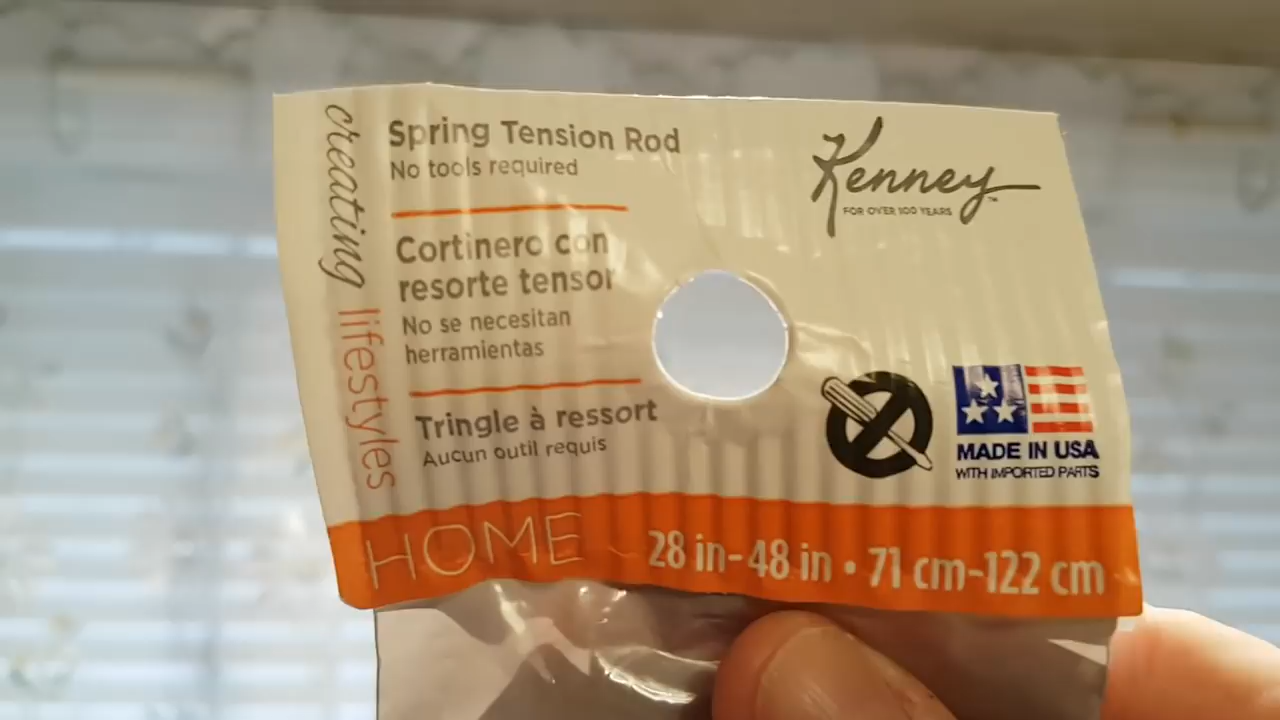 creating lifestyles
Spring Tension Rod
No tools required
Cortinero con
resorte tensor
No se necesitan
herramientas
Tringle à ressort
Aucun outil requis
Kenney™
FOR OVER 100 YEARS
MADE IN USA
WITH IMPORTED PARTS
HOME
28 in-48 in • 71 cm-122 cm